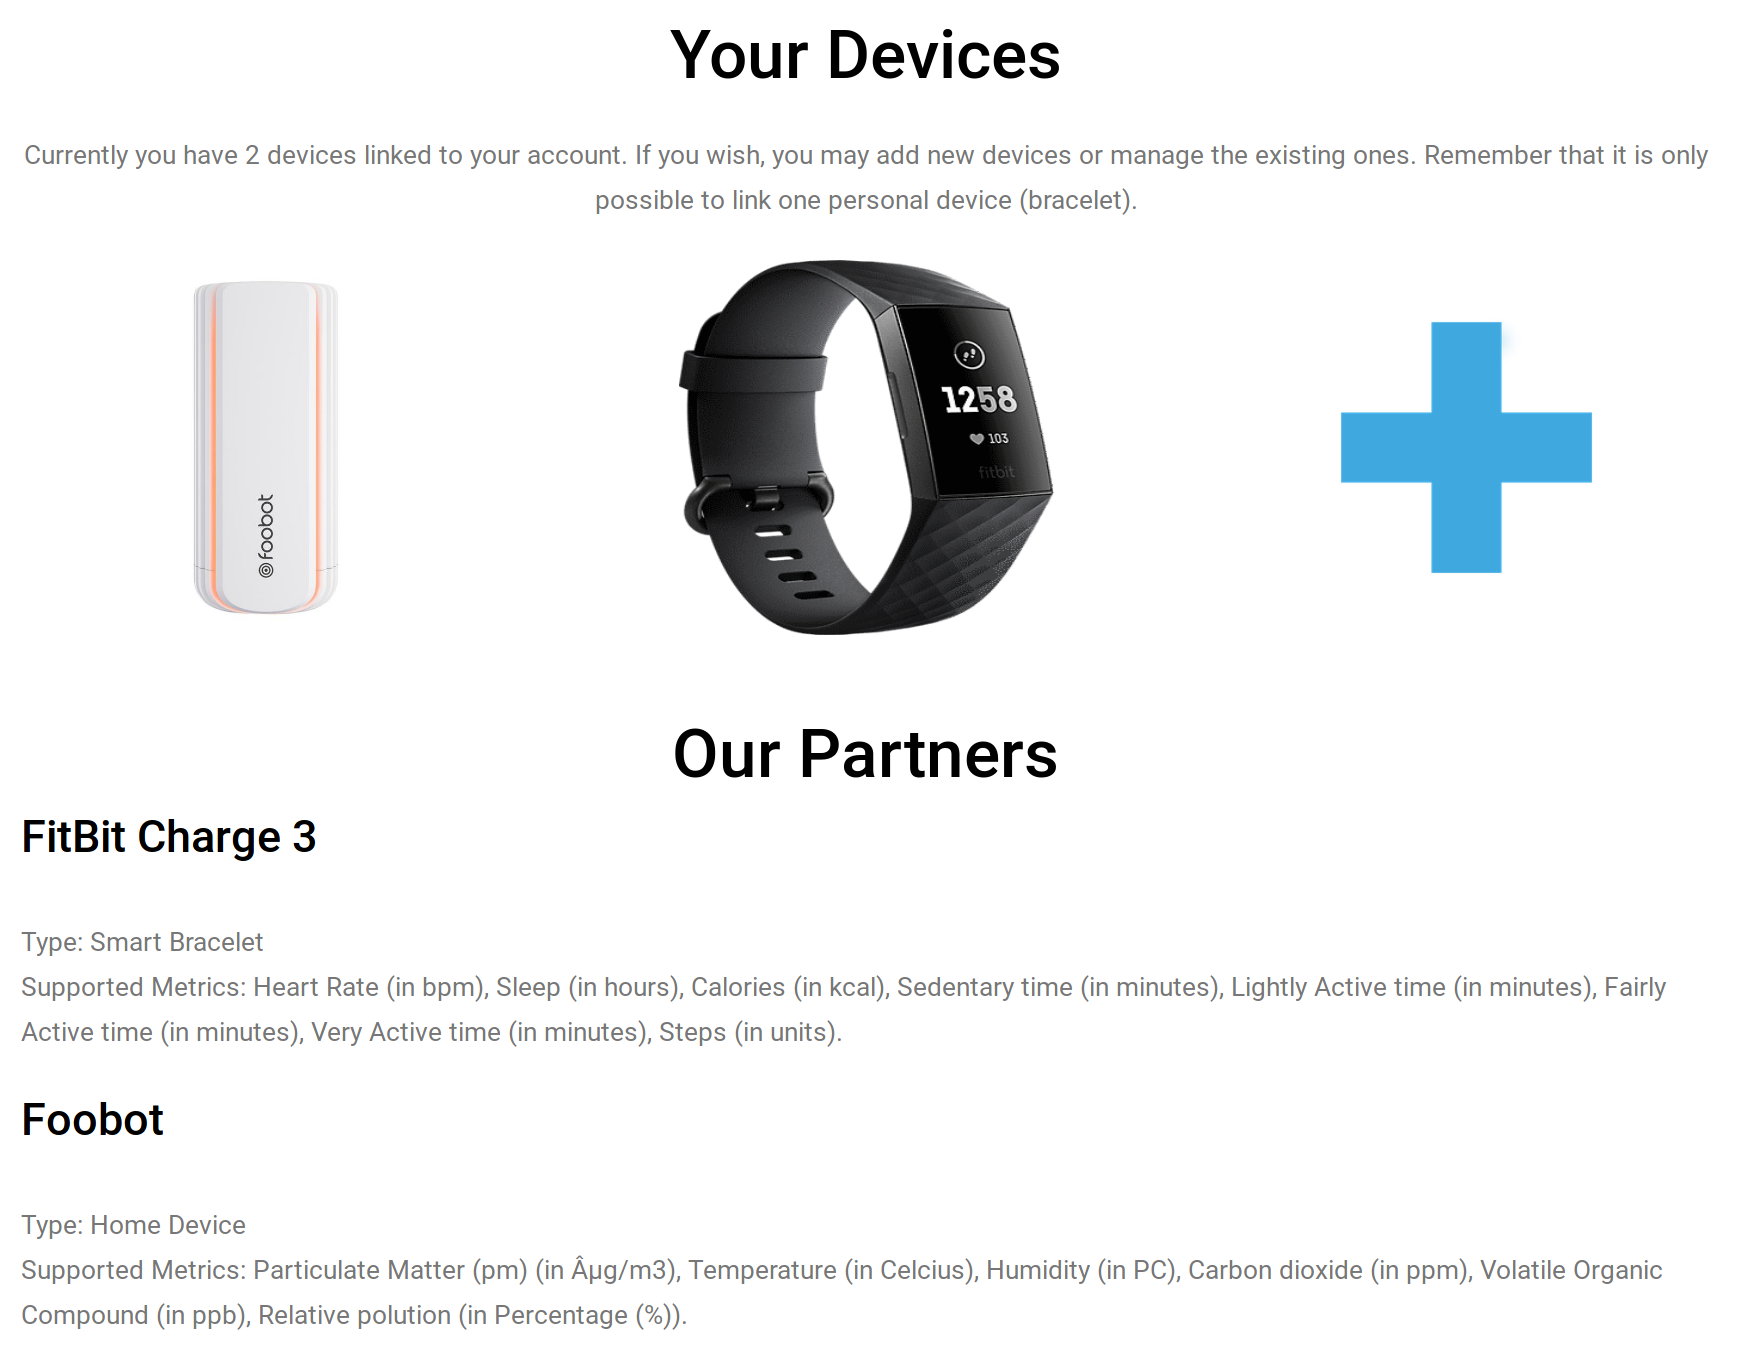 Your Devices
Currently you have 2 devices linked to your account. If you wish, you may add new devices or manage the existing ones. Remember that it is only
possible to link one personal device (bracelet).
foobot
1258
103
fitbit
Our Partners
FitBit Charge 3
Type: Smart Bracelet
Supported Metrics: Heart Rate (in bpm), Sleep (in hours), Calories (in kcal), Sedentary time (in minutes), Lightly Active time (in minutes), Fairly
Active time (in minutes), Very Active time (in minutes), Steps (in units).
Foobot
Type: Home Device
Supported Metrics: Particulate Matter (pm) (in Âµg/m3), Temperature (in Celcius), Humidity (in PC), Carbon dioxide (in ppm), Volatile Organic
Compound (in ppb), Relative polution (in Percentage (%)).